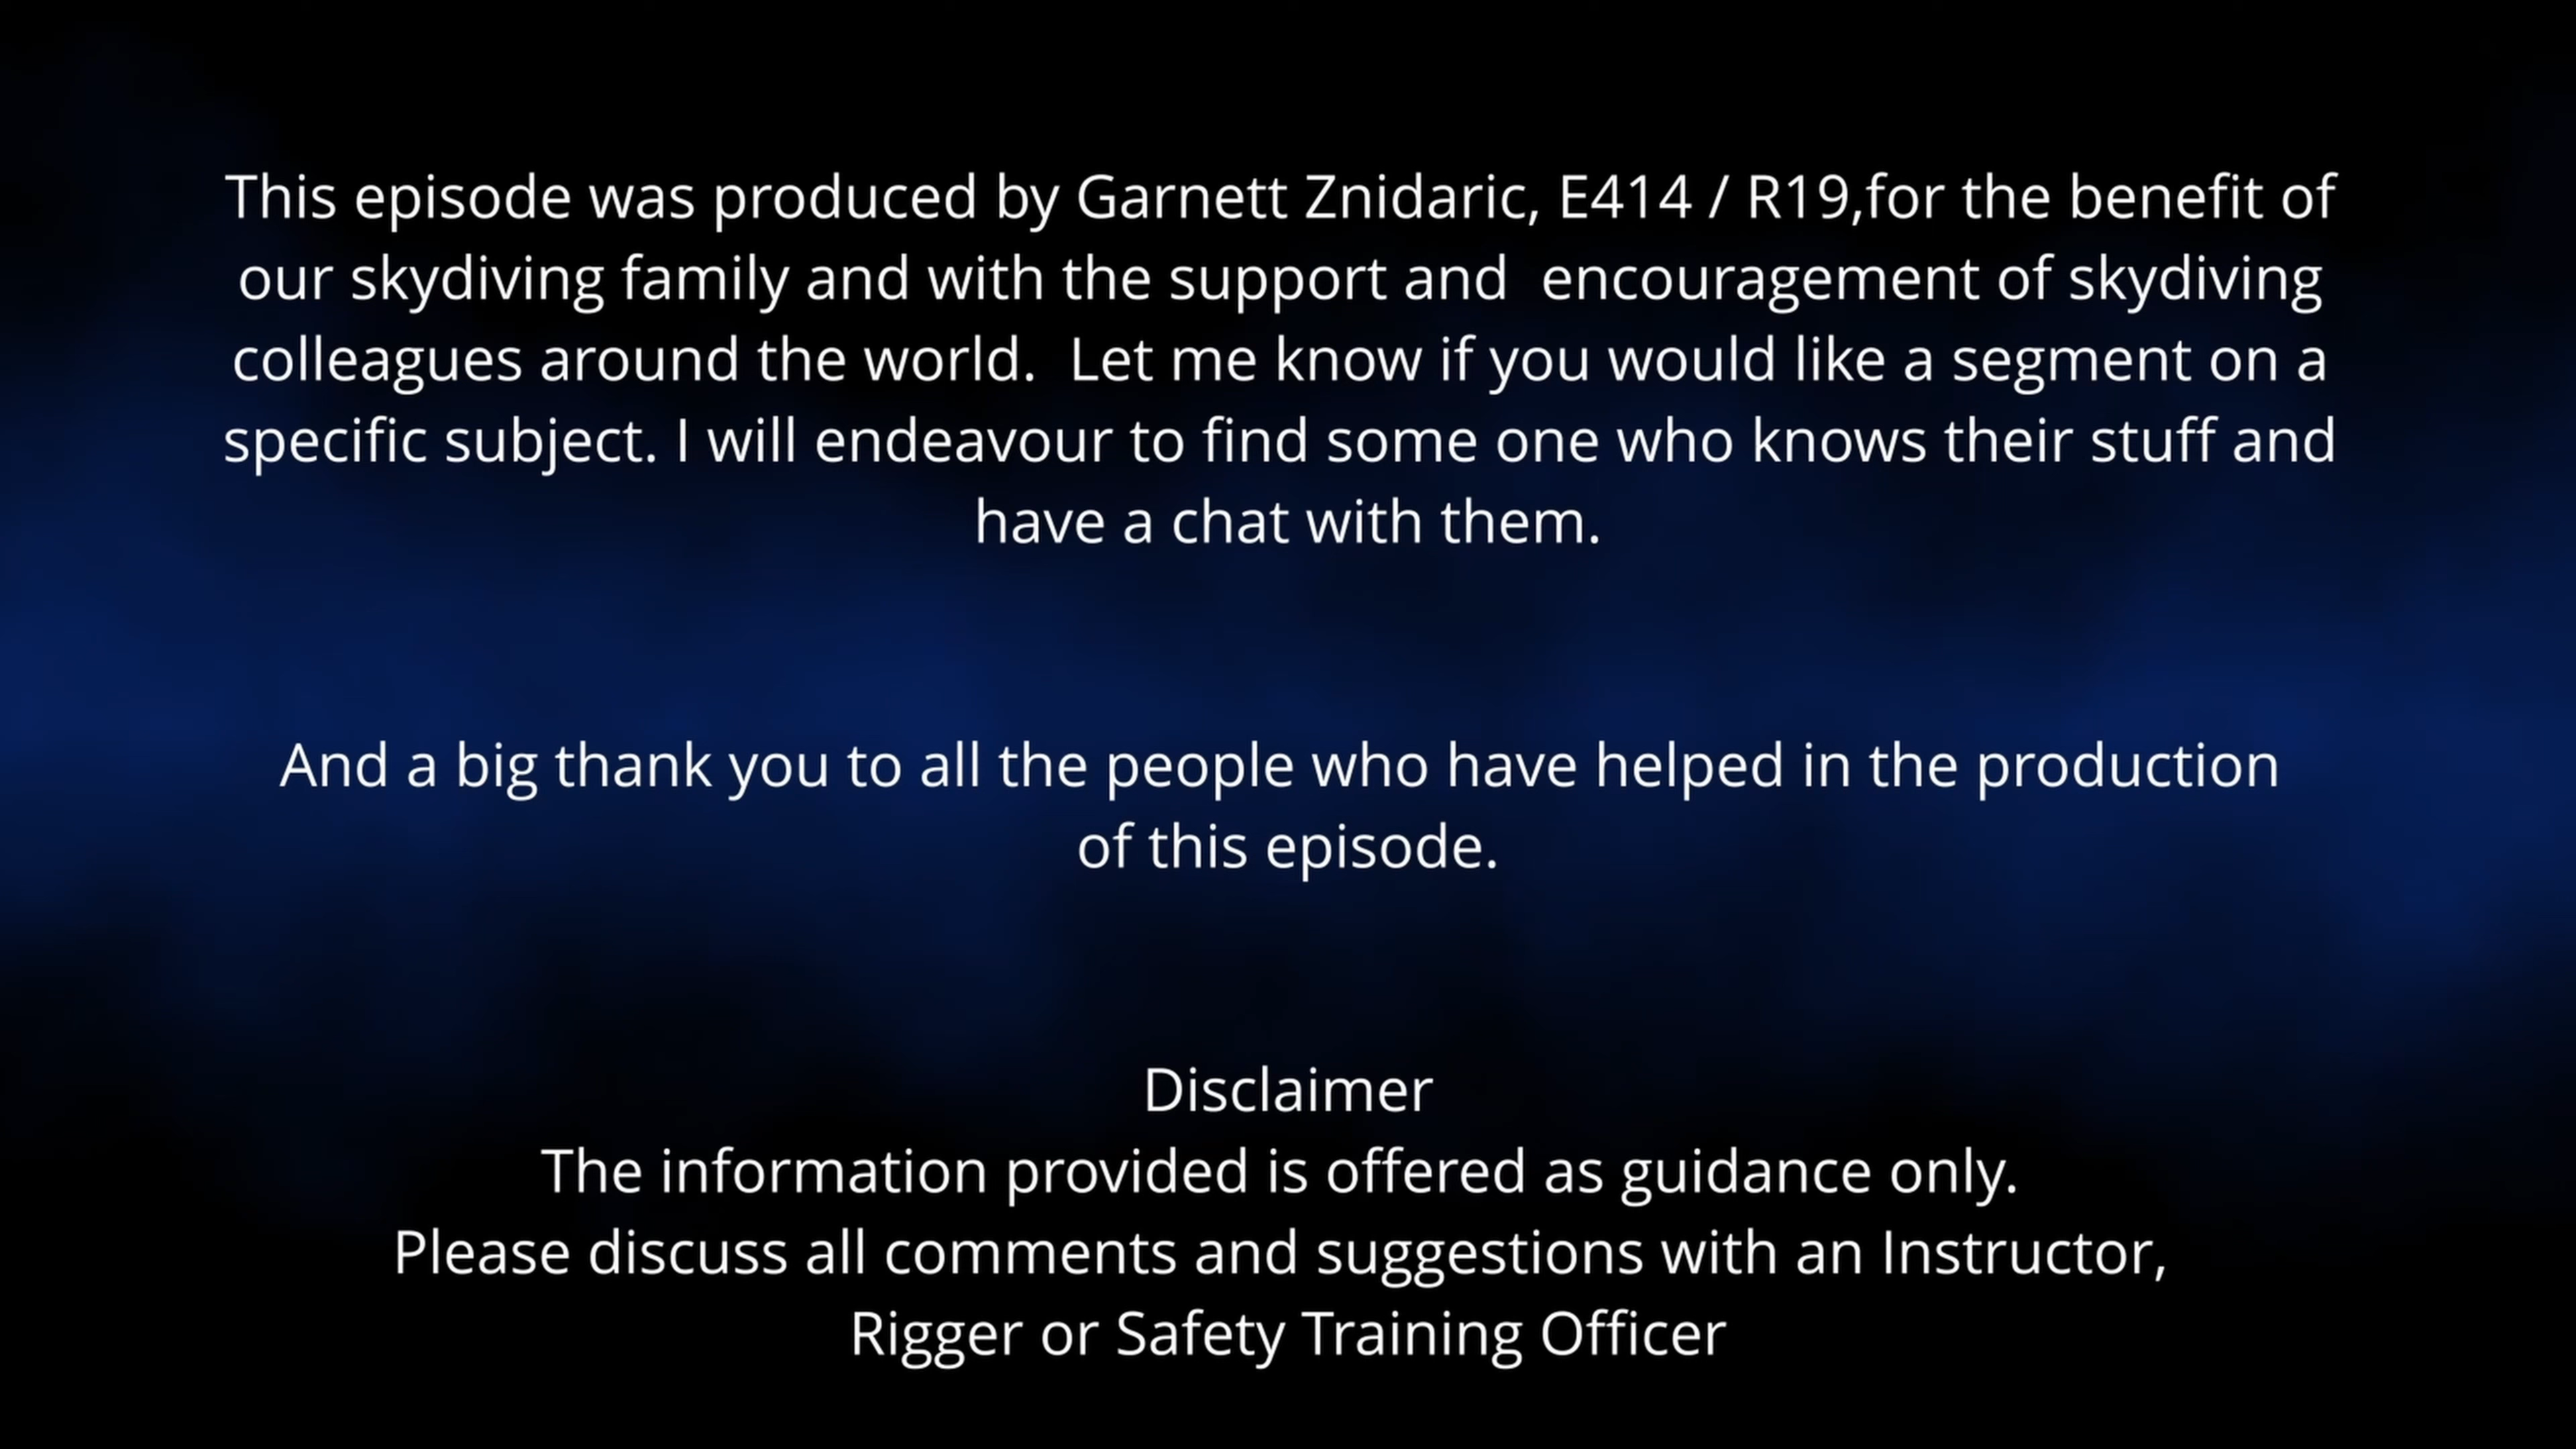 This episode was produced by Garnett Znidaric, E414 / R19,for the benefit of
our skydiving family and with the support and  encouragement of skydiving
colleagues around the world.  Let me know if you would like a segment on a
specific subject. I will endeavour to find some one who knows their stuff and
have a chat with them.
And a big thank you to all the people who have helped in the production
of this episode.
Disclaimer
The information provided is offered as guidance only.
Please discuss all comments and suggestions with an Instructor,
Rigger or Safety Training Officer